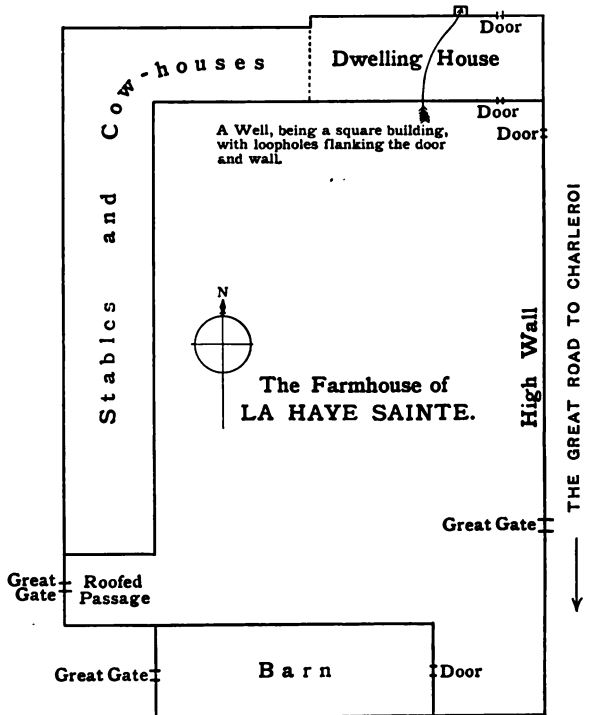 Door
Dwelling House
Cow-houses
Door
A Well, being a square building,
with loopholes flanking the door
and wall.
Door
Stables and
N
The Farmhouse of
LA HAYE SAINTE.
High Wall
THE GREAT ROAD TO CHARLEROI
Great Gate
Great
Gate
Roofed
Passage
Great Gate
Barn
Door